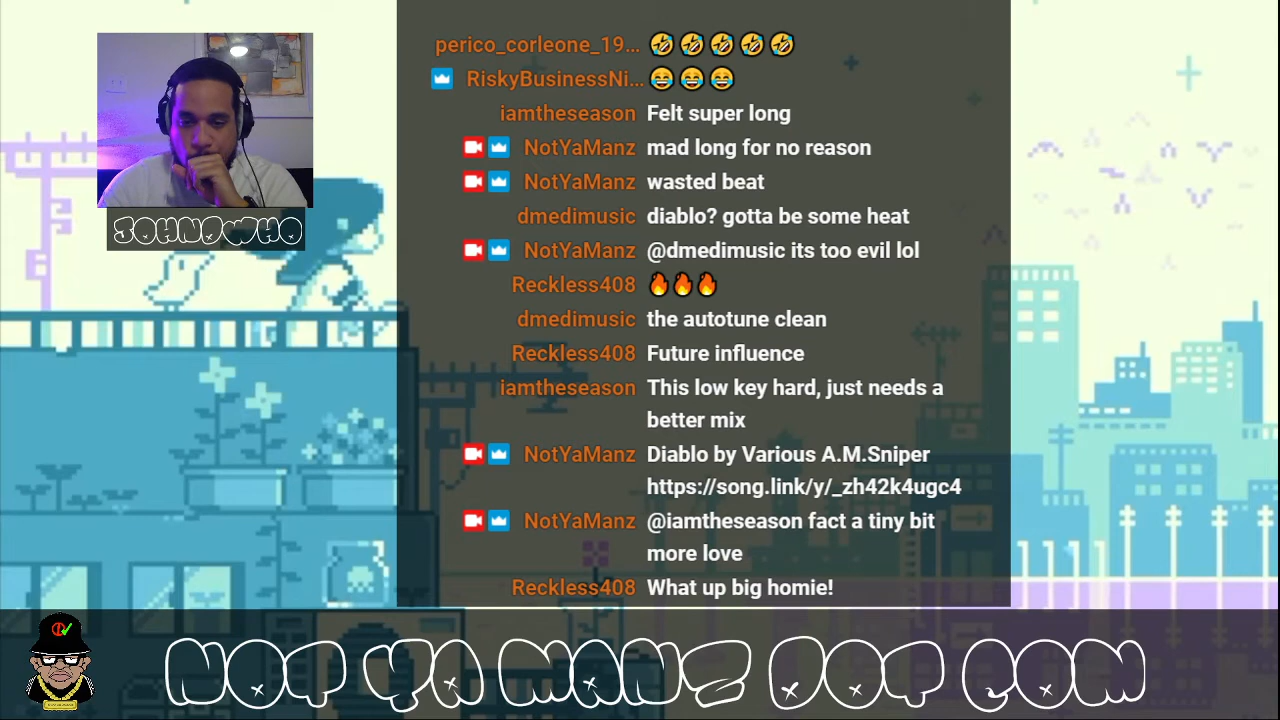 perico_corleone_19... 🤣🤣🤣🤣🤣
RiskyBusinessNi... 😂😂😂
iamtheseason Felt super long
NotYaManz mad long for no reason
NotYaManz wasted beat
dmedimusic diablo? gotta be some heat
NotYaManz @dmedimusic its too evil lol
Reckless408 🔥🔥🔥
dmedimusic the autotune clean
Reckless408 Future influence
iamtheseason This low key hard, just needs a
better mix
NotYaManz Diablo by Various A.M.Sniper
https://song.link/y/_zh42k4ugc4
NotYaManz @iamtheseason fact a tiny bit
more love
Reckless408 What up big homie!
JOHNDWHO
NOT YA MANZ DOT COM